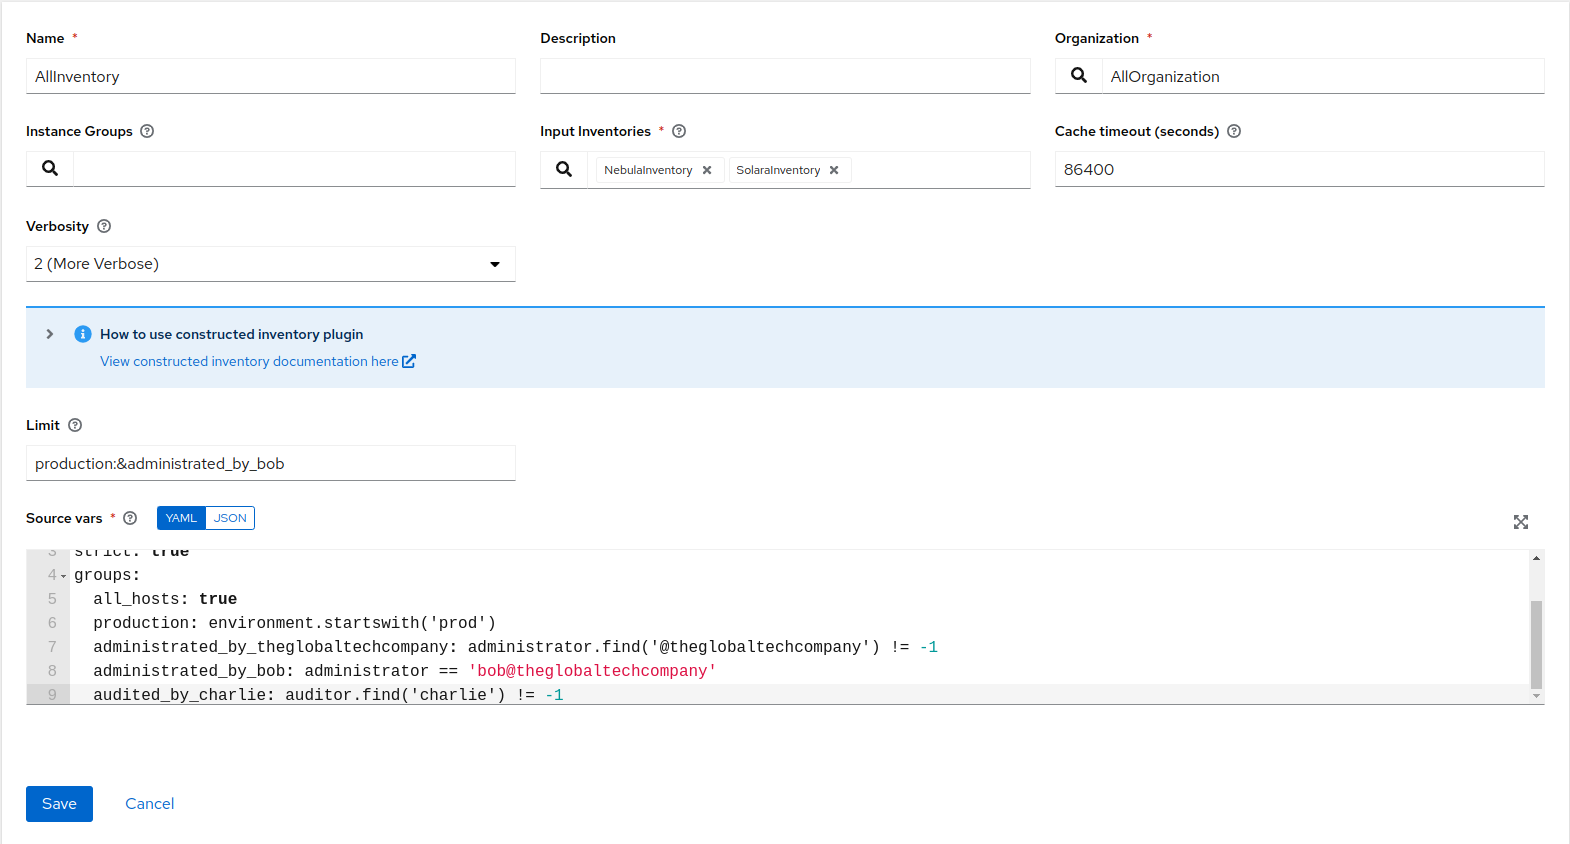 Name *
Description
Organization *
AllInventory
AllOrganization
Instance Groups
Input Inventories *
Cache timeout (seconds)
NebulaInventory
SolaraInventory
86400
Verbosity
2 (More Verbose)
How to use constructed inventory plugin
View constructed inventory documentation here
Limit
production:&administrated_by_bob
Source vars *
YAML JSON
3 strict: true
4 groups:
5 all_hosts: true
6 production: environment.startswith('prod')
7 administrated_by_theglobaltechcompany: administrator.find('@theglobaltechcompany') != -1
8 administrated_by_bob: administrator == 'bob@theglobaltechcompany'
9 audited_by_charlie: auditor.find('charlie') != -1
Save
Cancel